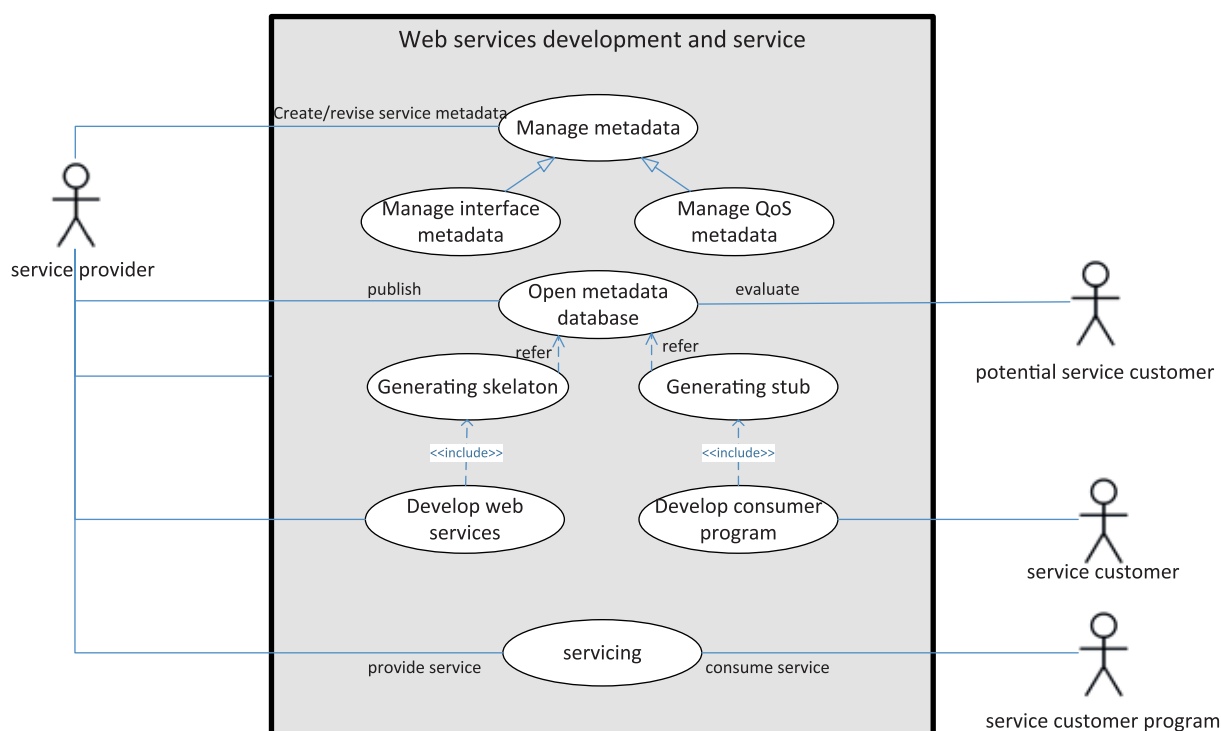 Web services development and service
Create/revise service metadata
Manage metadata
Manage interface
metadata
Manage QoS
metadata
service provider
publish
Open metadata
database
evaluate
refer
refer
potential service customer
Generating skelaton
Generating stub
<<include>>
<<include>>
Develop web
services
Develop consumer
program
service customer
servicing
provide service
consume service
service customer program